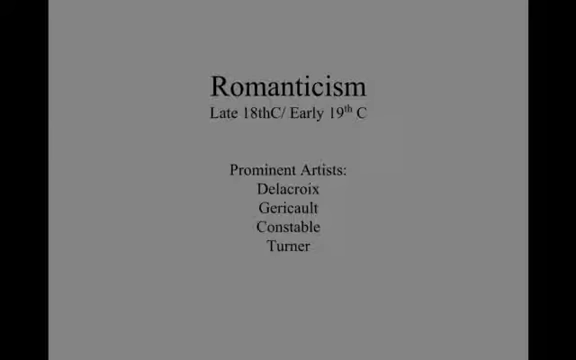 Romanticism
Late 18thC/ Early 19th C
Prominent Artists:
Delacroix
Gericault
Constable
Turner